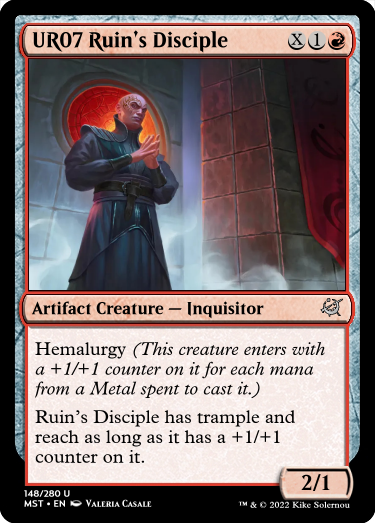 UR07 Ruin's Disciple X 1
Artifact Creature — Inquisitor
Hemalurgy (This creature enters with
a +1/+1 counter on it for each mana
from a Metal spent to cast it.)
Ruin's Disciple has trample and
reach as long as it has a +1/+1
counter on it.
2/1
148/280 U
MST • EN VALERIA CASALE
™ & © 2022 Kike Solernou